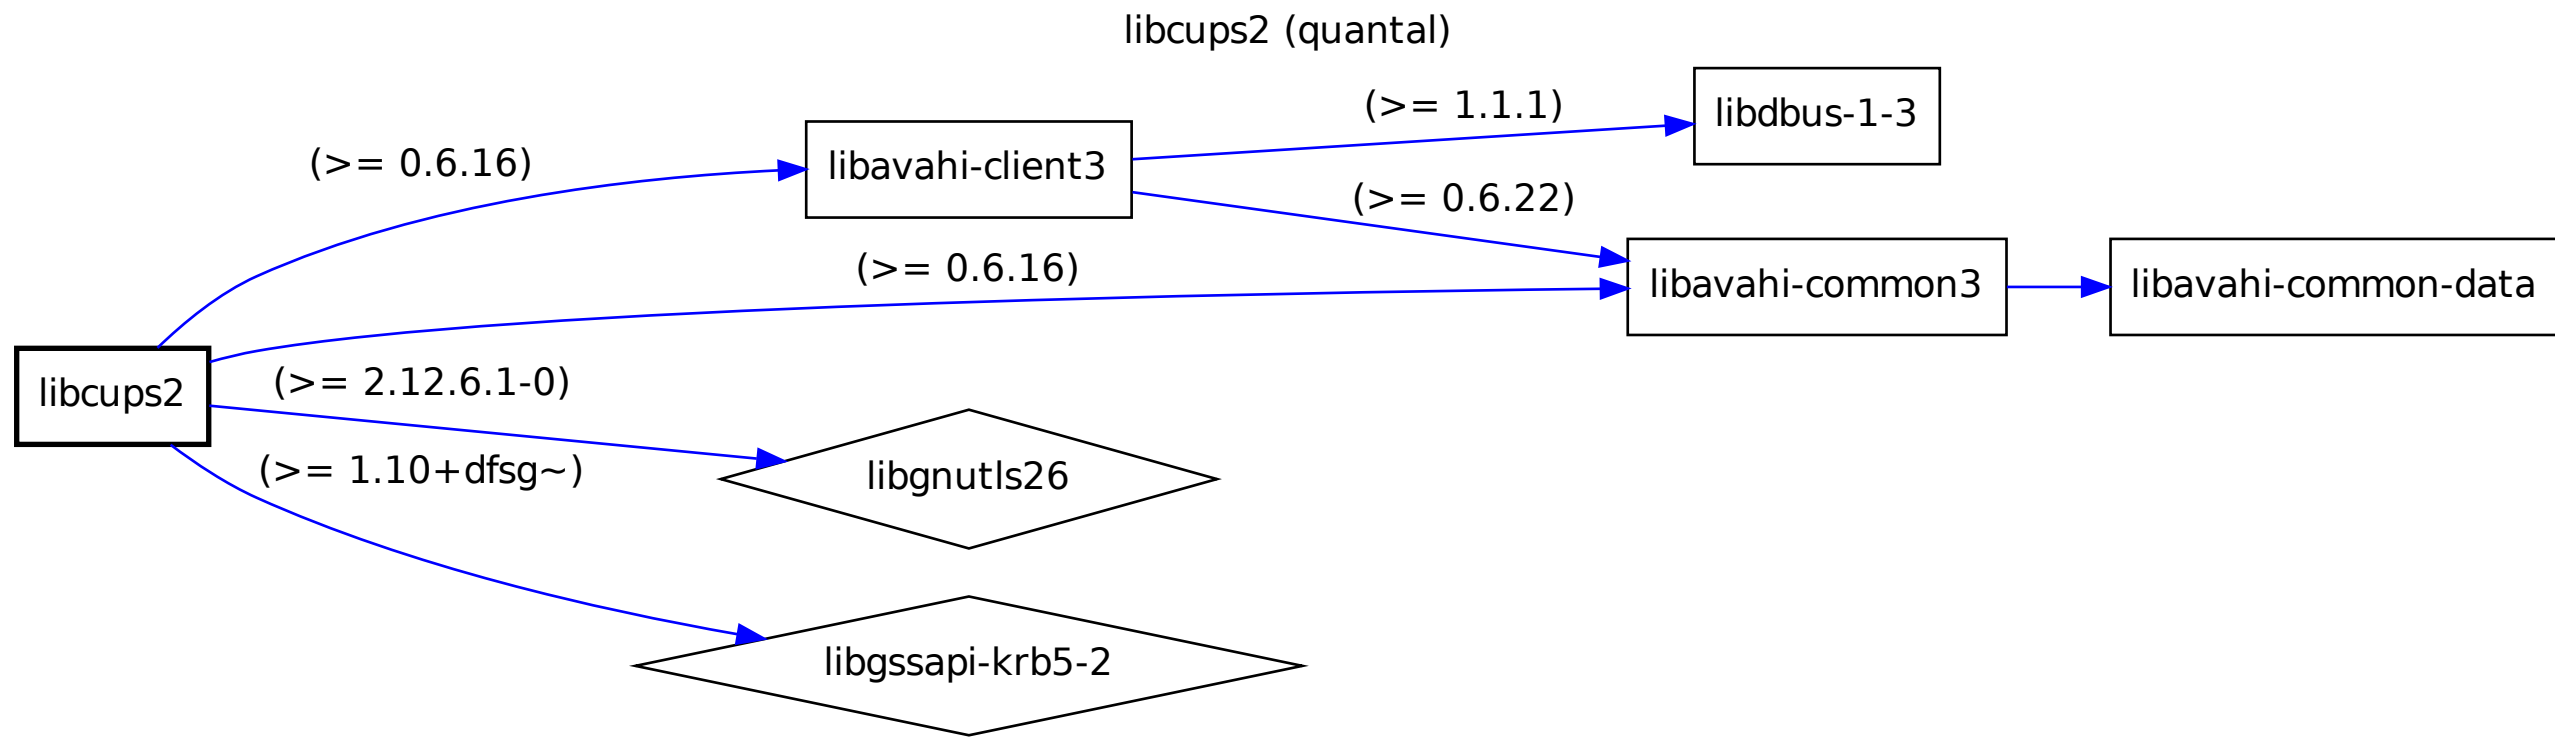 libcups2 (quantal)
(>= 1.1.1)
libdbus-1-3
(>= 0.6.16)
libavahi-client3
(>= 0.6.22)
(>= 0.6.16)
libavahi-common3
libavahi-common-data
libcups2
(>= 2.12.6.1-0)
libgnutls26
(>= 1.10+dfsg~)
libgssapi-krb5-2